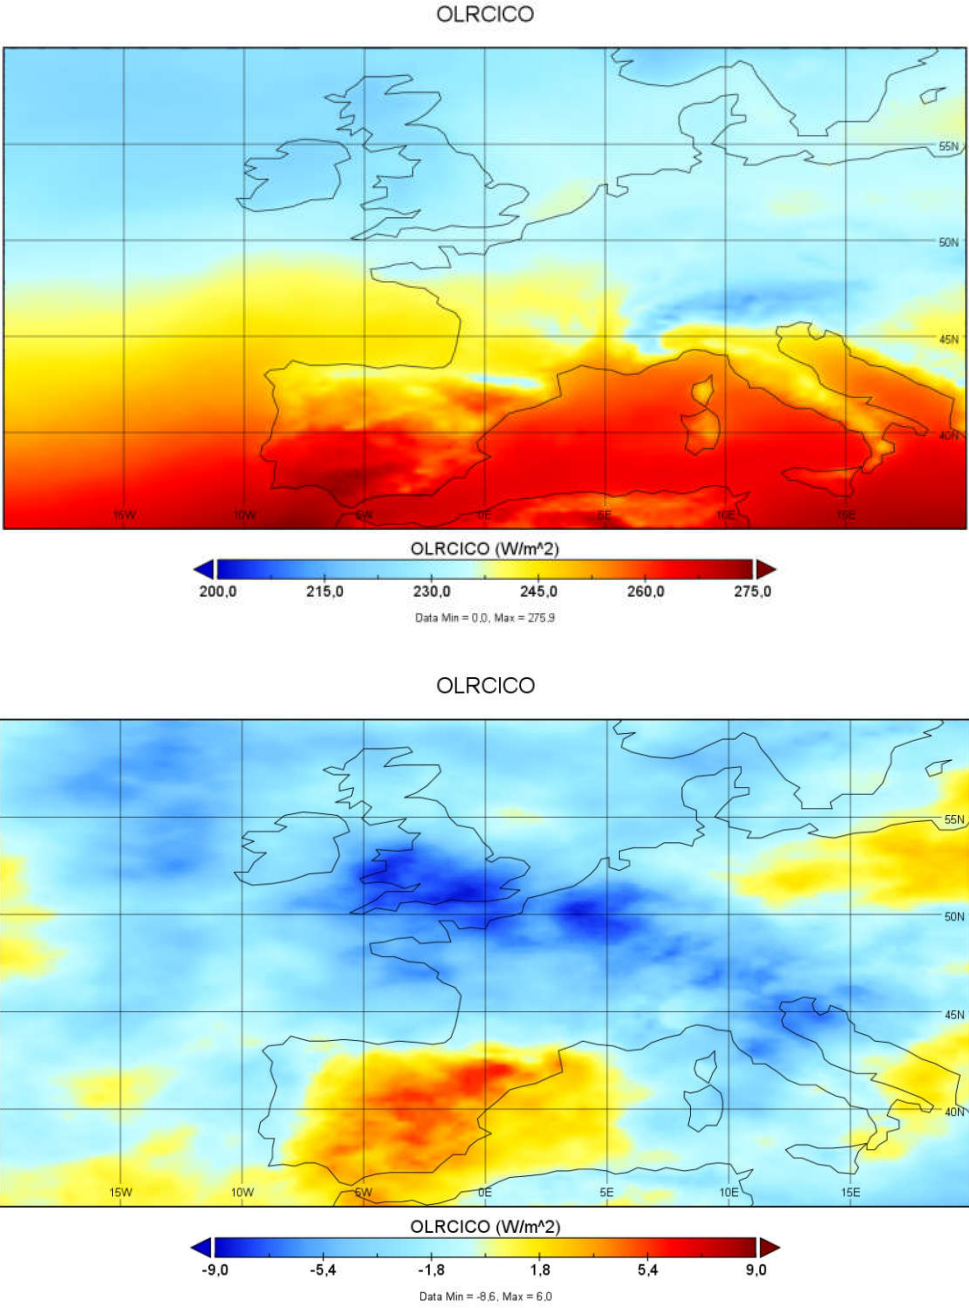 OLRCICO
55N
50N
45N
40N
15W 10W 5W 0E 5E 10E 15E
OLRCICO (W/m^2)
200,0 215,0 230,0 245,0 260,0 275,0
Data Min = 0,0, Max = 275,9
OLRCICO
55N
50N
45N
40N
15W 10W 5W 0E 5E 10E 15E
OLRCICO (W/m^2)
-9,0 -5,4 -1,8 1,8 5,4 9,0
Data Min = -8,6, Max = 6,0